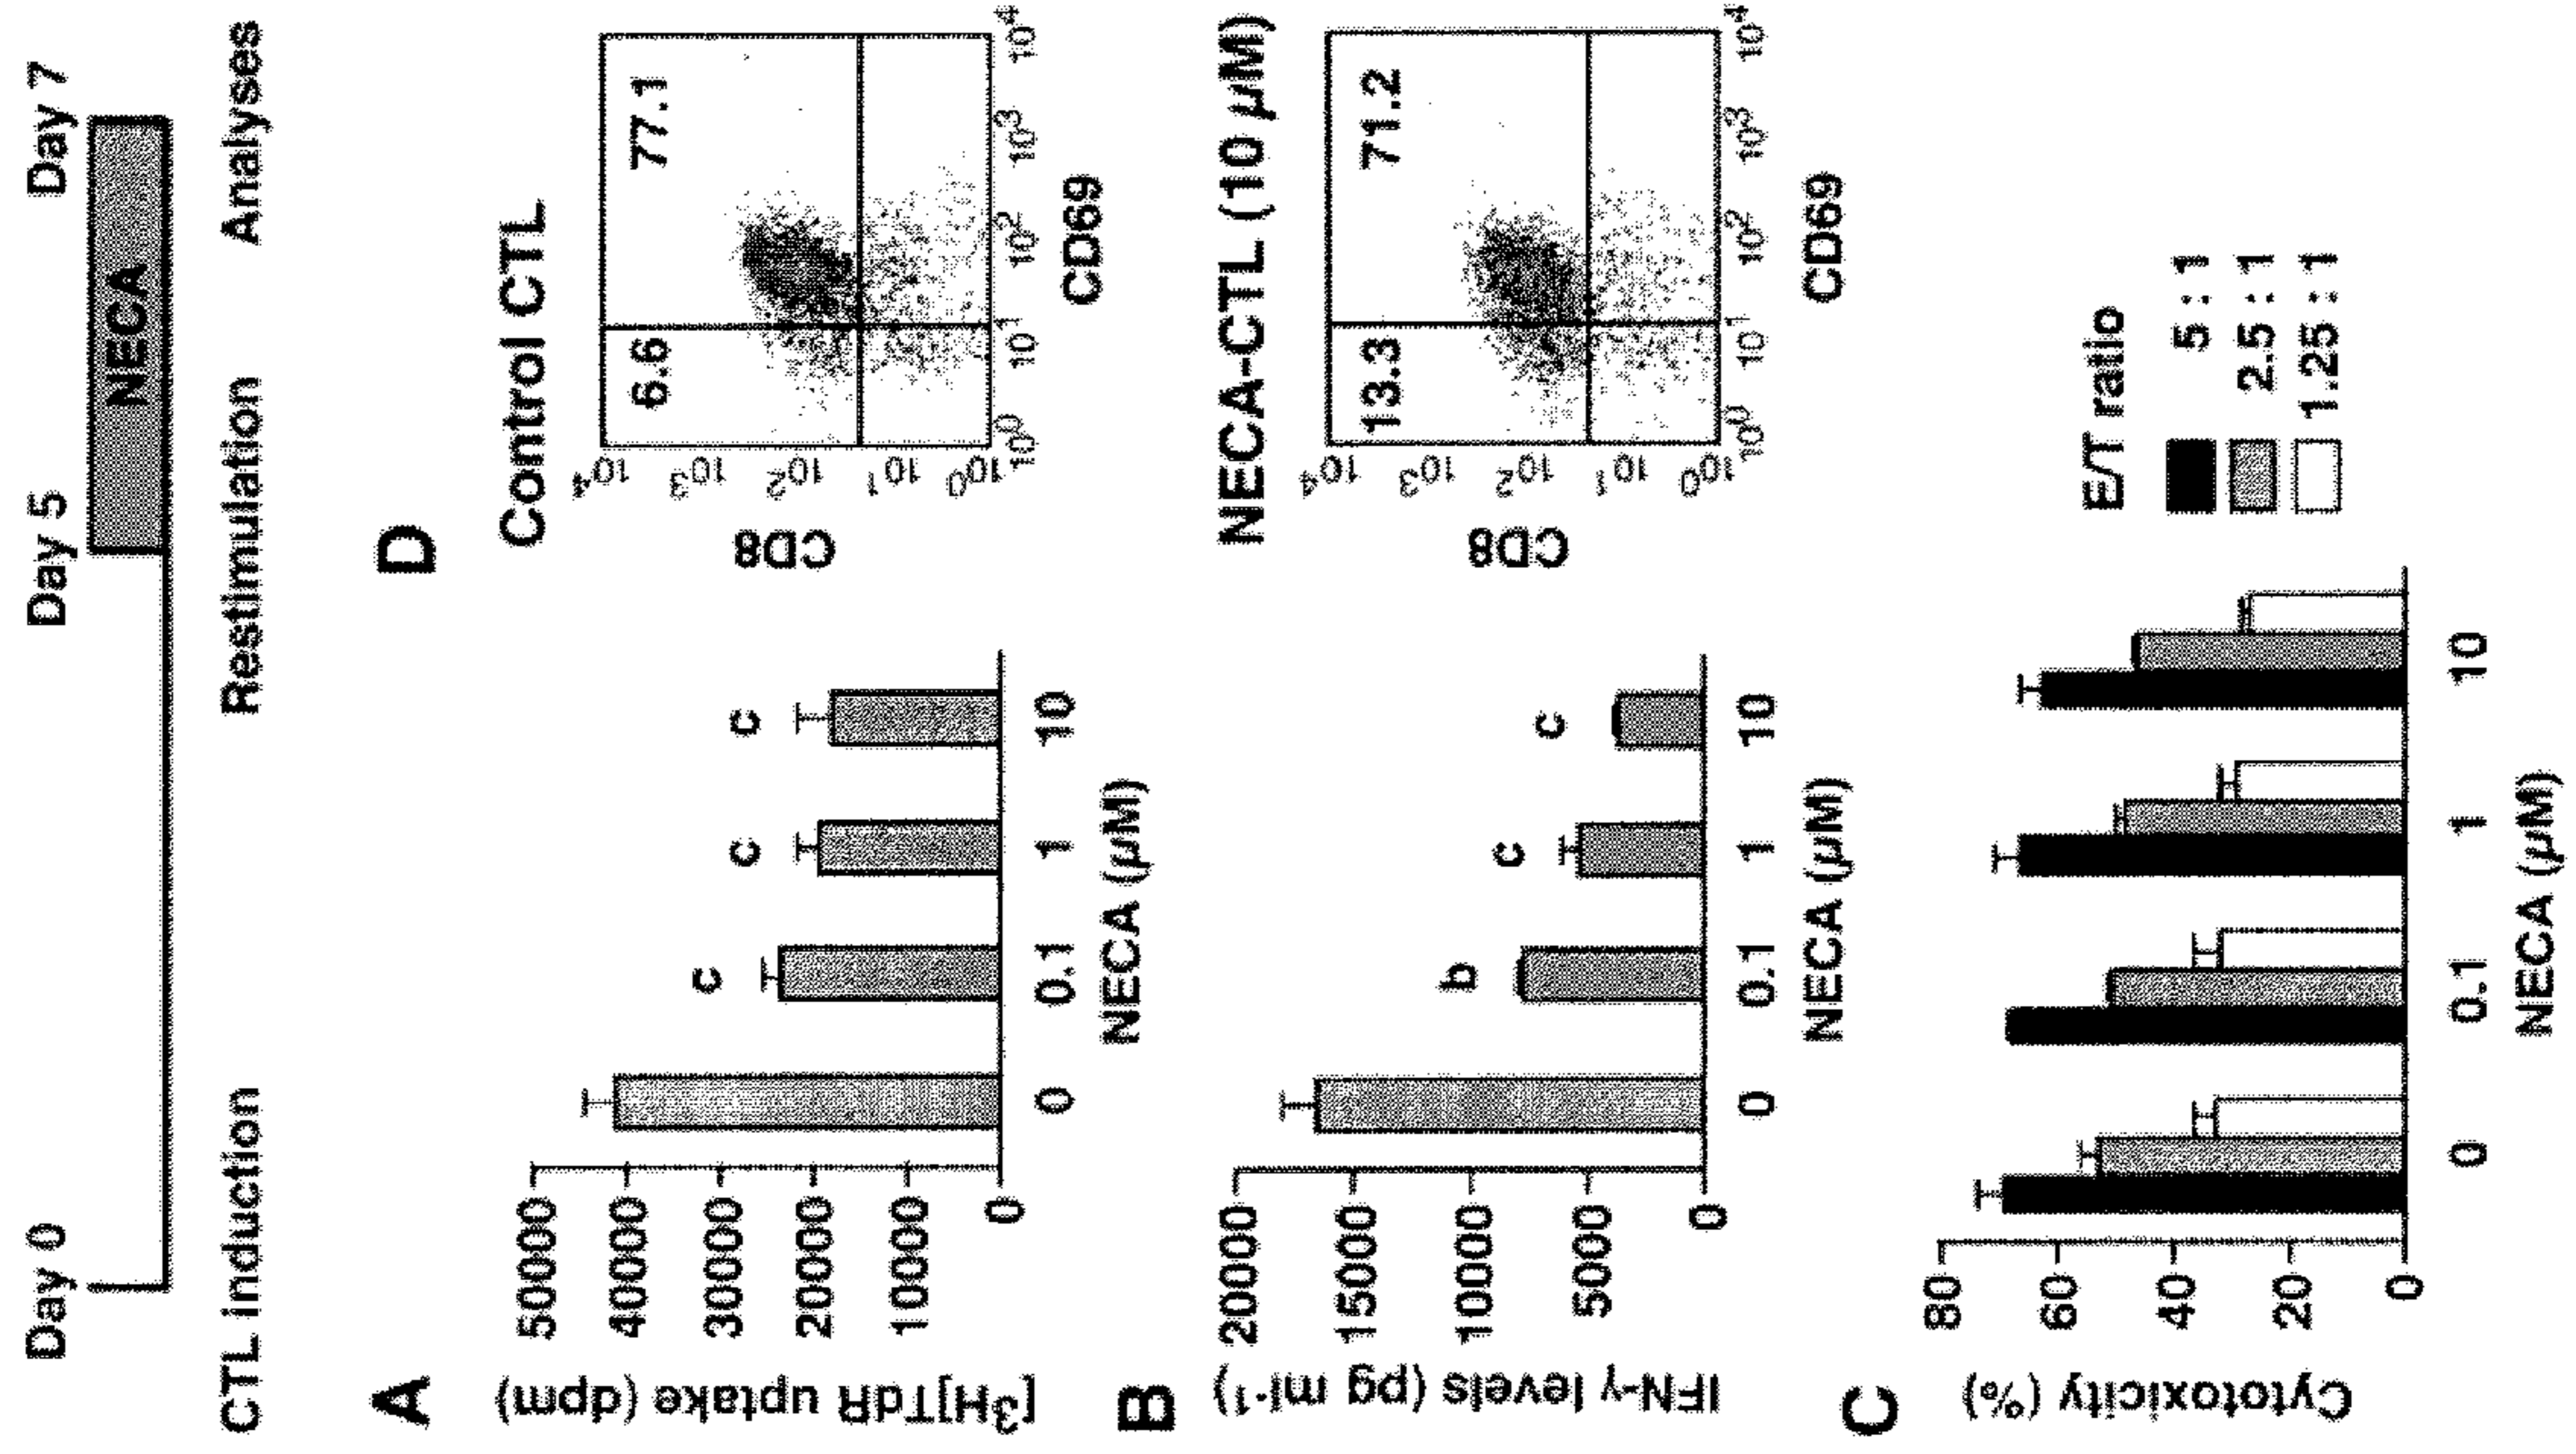 Day 0 Day 5 Day 7
NECA
CTL induction Restimulation Analyses
A
[³H]TdR uptake (dpm)
50000
40000
30000
20000
10000
0
c
c
c
0 0.1 1 10
NECA (µM)
B
IFN-γ levels (pg ml⁻¹)
20000
15000
10000
5000
0
b
c
c
0 0.1 1 10
NECA (µM)
C
Cytotoxicity (%)
80
60
40
20
0
0 0.1 1 10
NECA (µM)
E/T ratio
5 : 1
2.5 : 1
1.25 : 1
D
Control CTL
6.6 77.1
CD8
10⁴
10³
10²
10¹
10⁰
10⁰ 10¹ 10² 10³ 10⁴
CD69
NECA-CTL (10 µM)
13.3 71.2
CD8
10⁴
10³
10²
10¹
10⁰
10⁰ 10¹ 10² 10³ 10⁴
CD69